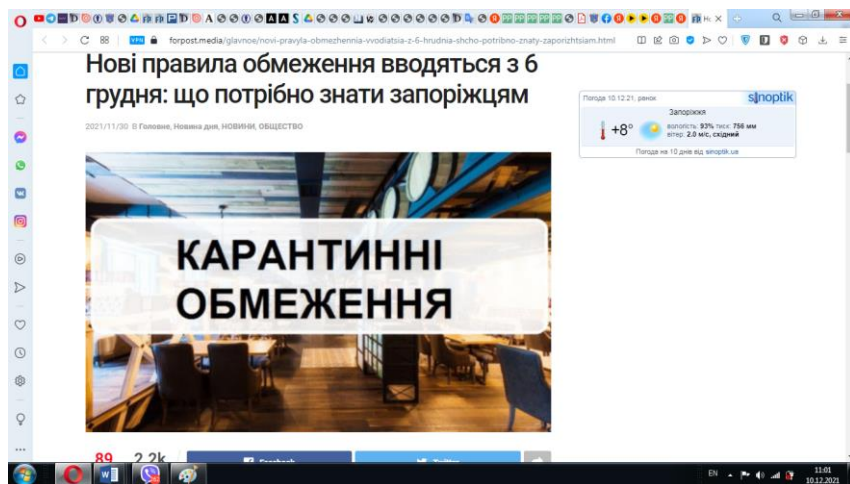 VPN
forpost.media/glavnoe/novi-pravyla-obmezhennia-vvodiatsia-z-6-hrudnia-shcho-potribno-znaty-zaporizhtsiam.html
Нові правила обмеження вводяться з 6
грудня: що потрібно знати запоріжцям
2021/11/30 В Головне, Новина дня, НОВИНИ, ОБЩЕСТВО
КАРАНТИННІ
ОБМЕЖЕННЯ
89 2.2k
Facebook
Twitter
Погода 10.12.21, ранок
sinoptik
Запоріжжя
+8°
вологість: 93% тиск: 756 мм
вітер: 2.0 м/с, східний
Погода на 10 днів від sinoptik.ua
EN
11:01
10.12.2021